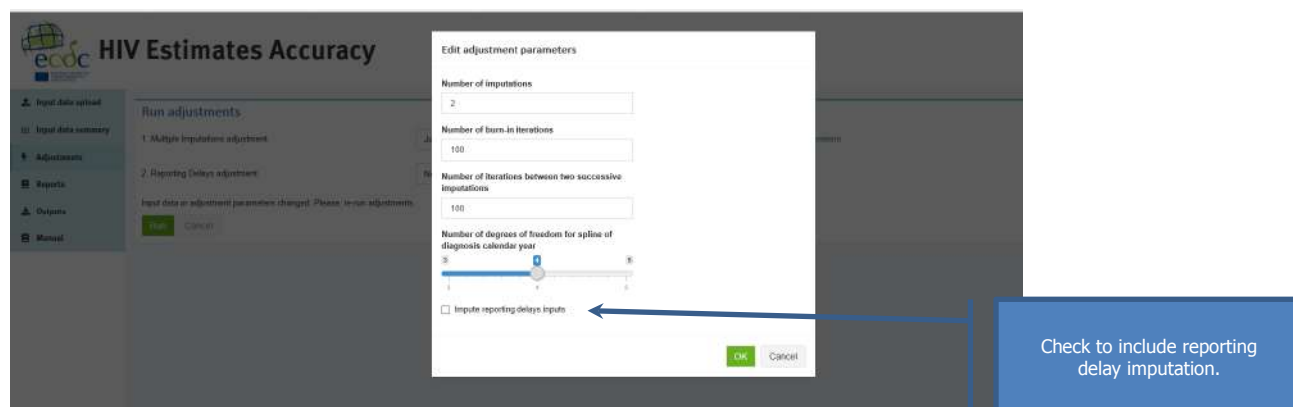 ecdc
HIV Estimates Accuracy
Input data upload
Input data summary
Adjustments
Reports
Outputs
Manual
Run adjustments
1. Multiple Imputations adjustment:
2. Reporting Delays adjustment:
Input data or adjustment parameters changed. Please, re-run adjustments.
Run Cancel
Edit adjustment parameters
Number of imputations
2
Number of burn-in iterations
100
Number of iterations between two successive
imputations
100
Number of degrees of freedom for spline of
diagnosis calendar year
3 4 5
3 4 5
Impute reporting delays inputs
OK Cancel
Check to include reporting
delay imputation.